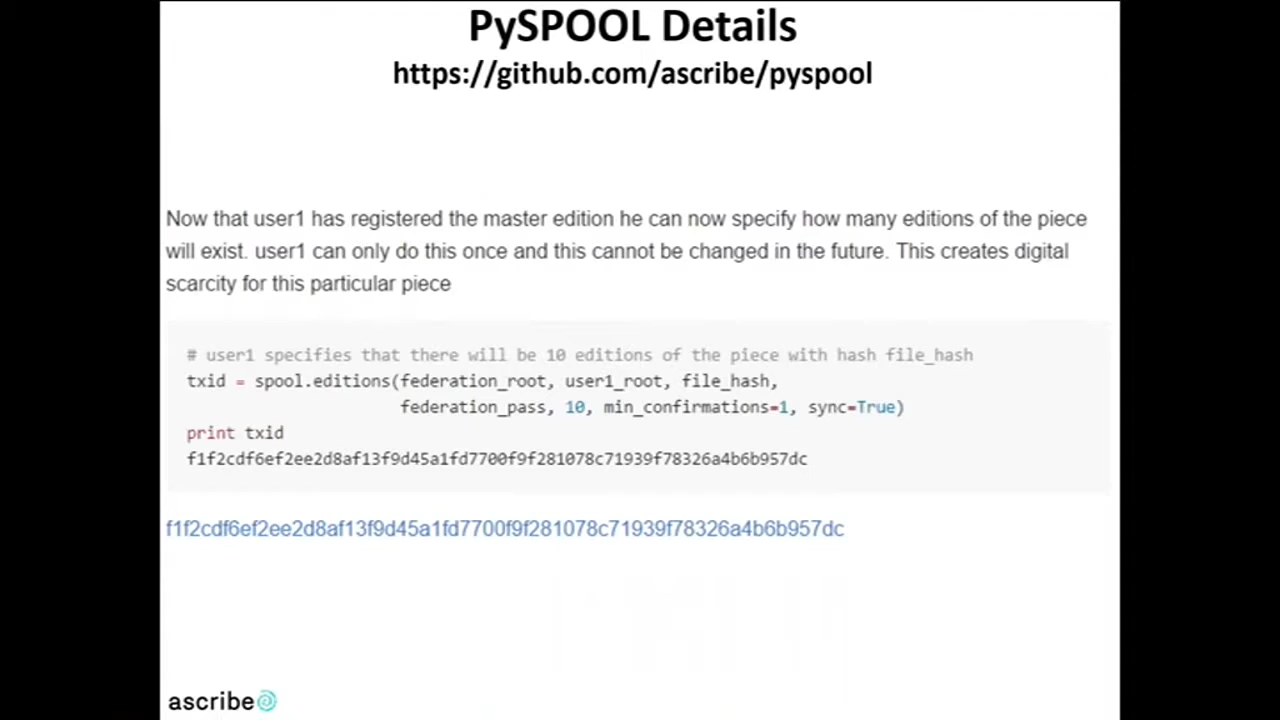 PySPOOL Details
https://github.com/ascribe/pyspool
Now that user1 has registered the master edition he can now specify how many editions of the piece
will exist. user1 can only do this once and this cannot be changed in the future. This creates digital
scarcity for this particular piece
# user1 specifies that there will be 10 editions of the piece with hash file_hash
txid = spool.editions(federation_root, user1_root, file_hash,
federation_pass, 10, min_confirmations=1, sync=True)
print txid
f1f2cdf6ef2ee2d8af13f9d45a1fd7700f9f281078c71939f78326a4b6b957dc
f1f2cdf6ef2ee2d8af13f9d45a1fd7700f9f281078c71939f78326a4b6b957dc
ascribe